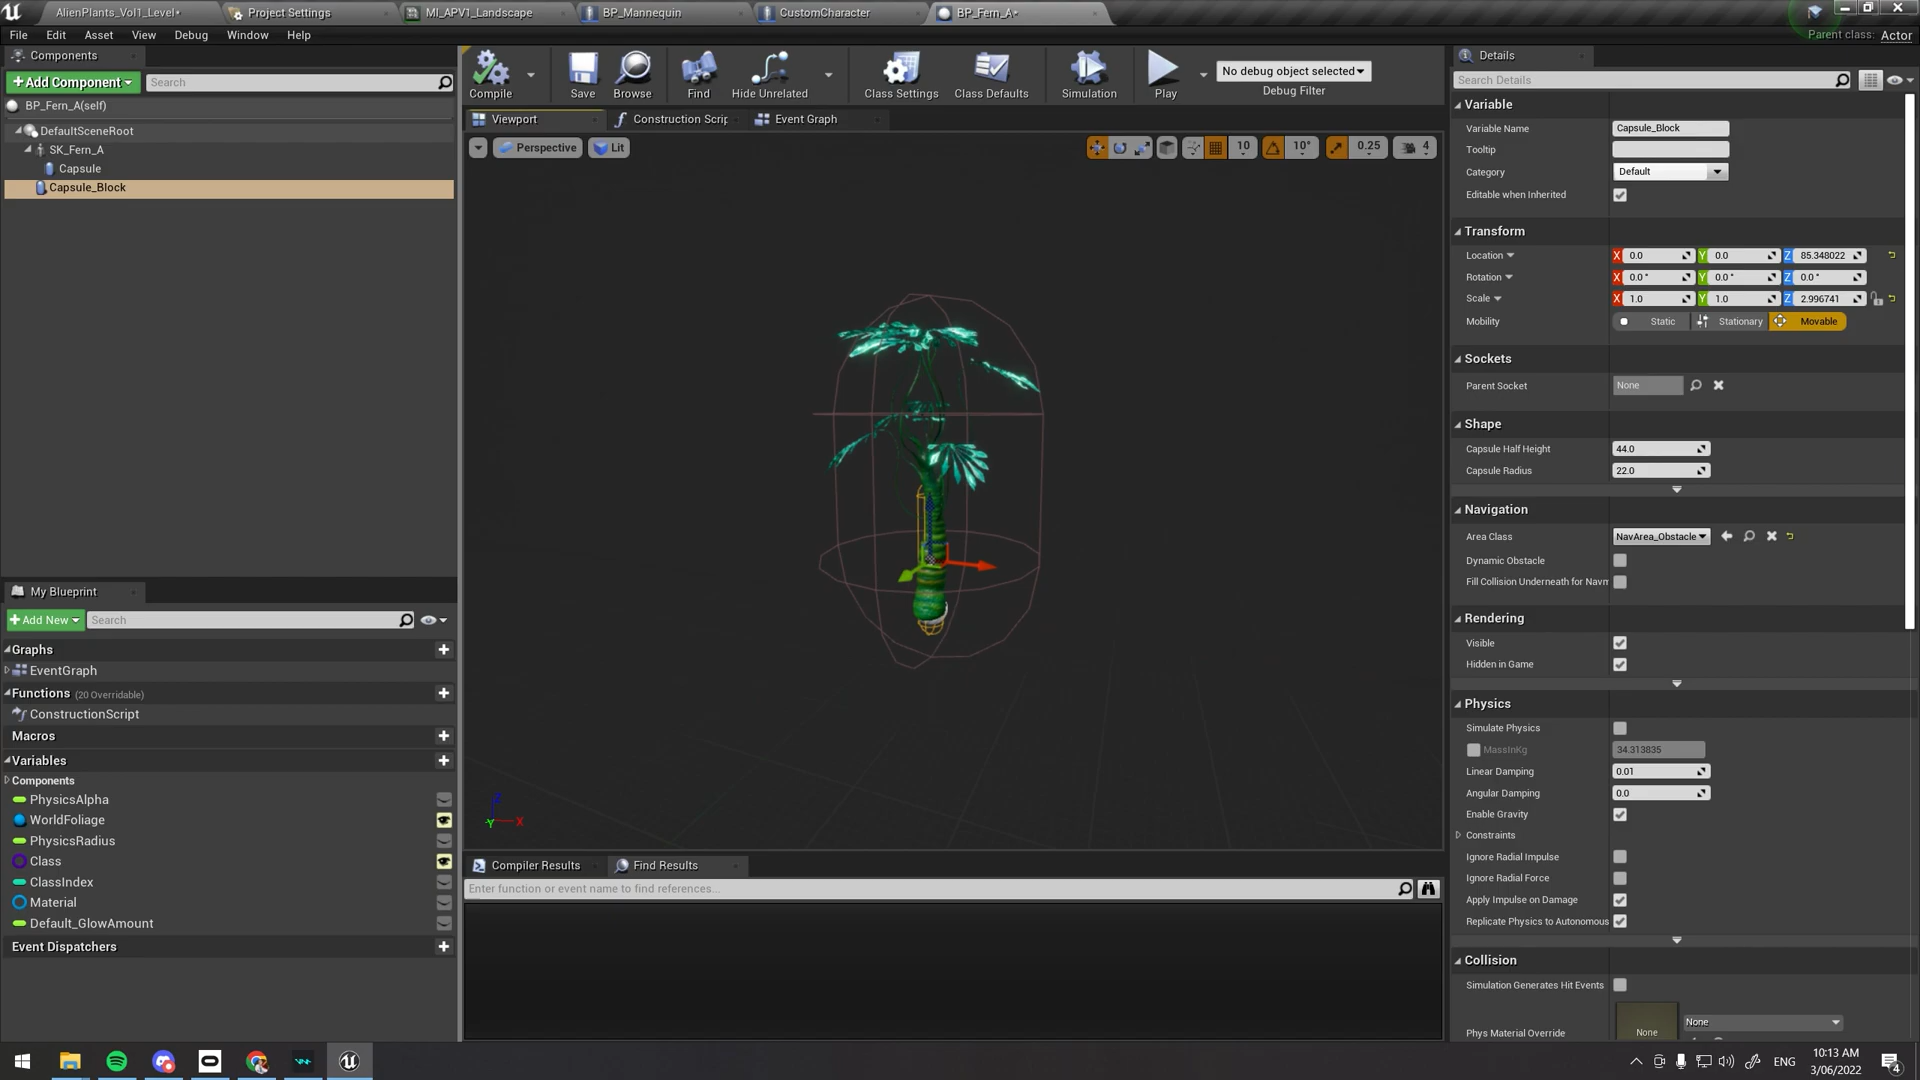 AlienPlants_Vol1_Level•
Project Settings
MI_APV1_Landscape
BP_Mannequin
CustomCharacter
BP_Fern_A•
File Edit Asset View Debug Window Help
Parent class: Actor
Components
+Add Component
Search
BP_Fern_A(self)
DefaultSceneRoot
SK_Fern_A
Capsule
Capsule_Block
Compile
Save
Browse
Find
Hide Unrelated
Class Settings
Class Defaults
Simulation
Play
No debug object selected
Debug Filter
Viewport
Construction Scrip
Event Graph
Perspective
Lit
10
10°
0.25
4
Z
Y
X
My Blueprint
+Add New
Search
Graphs
EventGraph
Functions (20 Overridable)
ConstructionScript
Macros
Variables
Components
PhysicsAlpha
WorldFoliage
PhysicsRadius
Class
ClassIndex
Material
Default_GlowAmount
Event Dispatchers
Compiler Results
Find Results
Enter function or event name to find references...
Details
Search Details
Variable
Variable Name Capsule_Block
Tooltip
Category Default
Editable when Inherited
Transform
Location X 0.0 Y 0.0 Z 85.348022
Rotation X 0.0 ° Y 0.0 ° Z 0.0 °
Scale X 1.0 Y 1.0 Z 2.996741
Mobility Static Stationary Movable
Sockets
Parent Socket None
Shape
Capsule Half Height 44.0
Capsule Radius 22.0
Navigation
Area Class NavArea_Obstacle
Dynamic Obstacle
Fill Collision Underneath for Navm
Rendering
Visible
Hidden in Game
Physics
Simulate Physics
MassInKg 34.313835
Linear Damping 0.01
Angular Damping 0.0
Enable Gravity
Constraints
Ignore Radial Impulse
Ignore Radial Force
Apply Impulse on Damage
Replicate Physics to Autonomous
Collision
Simulation Generates Hit Events
Phys Material Override None None
ENG
10:13 AM
3/06/2022
4